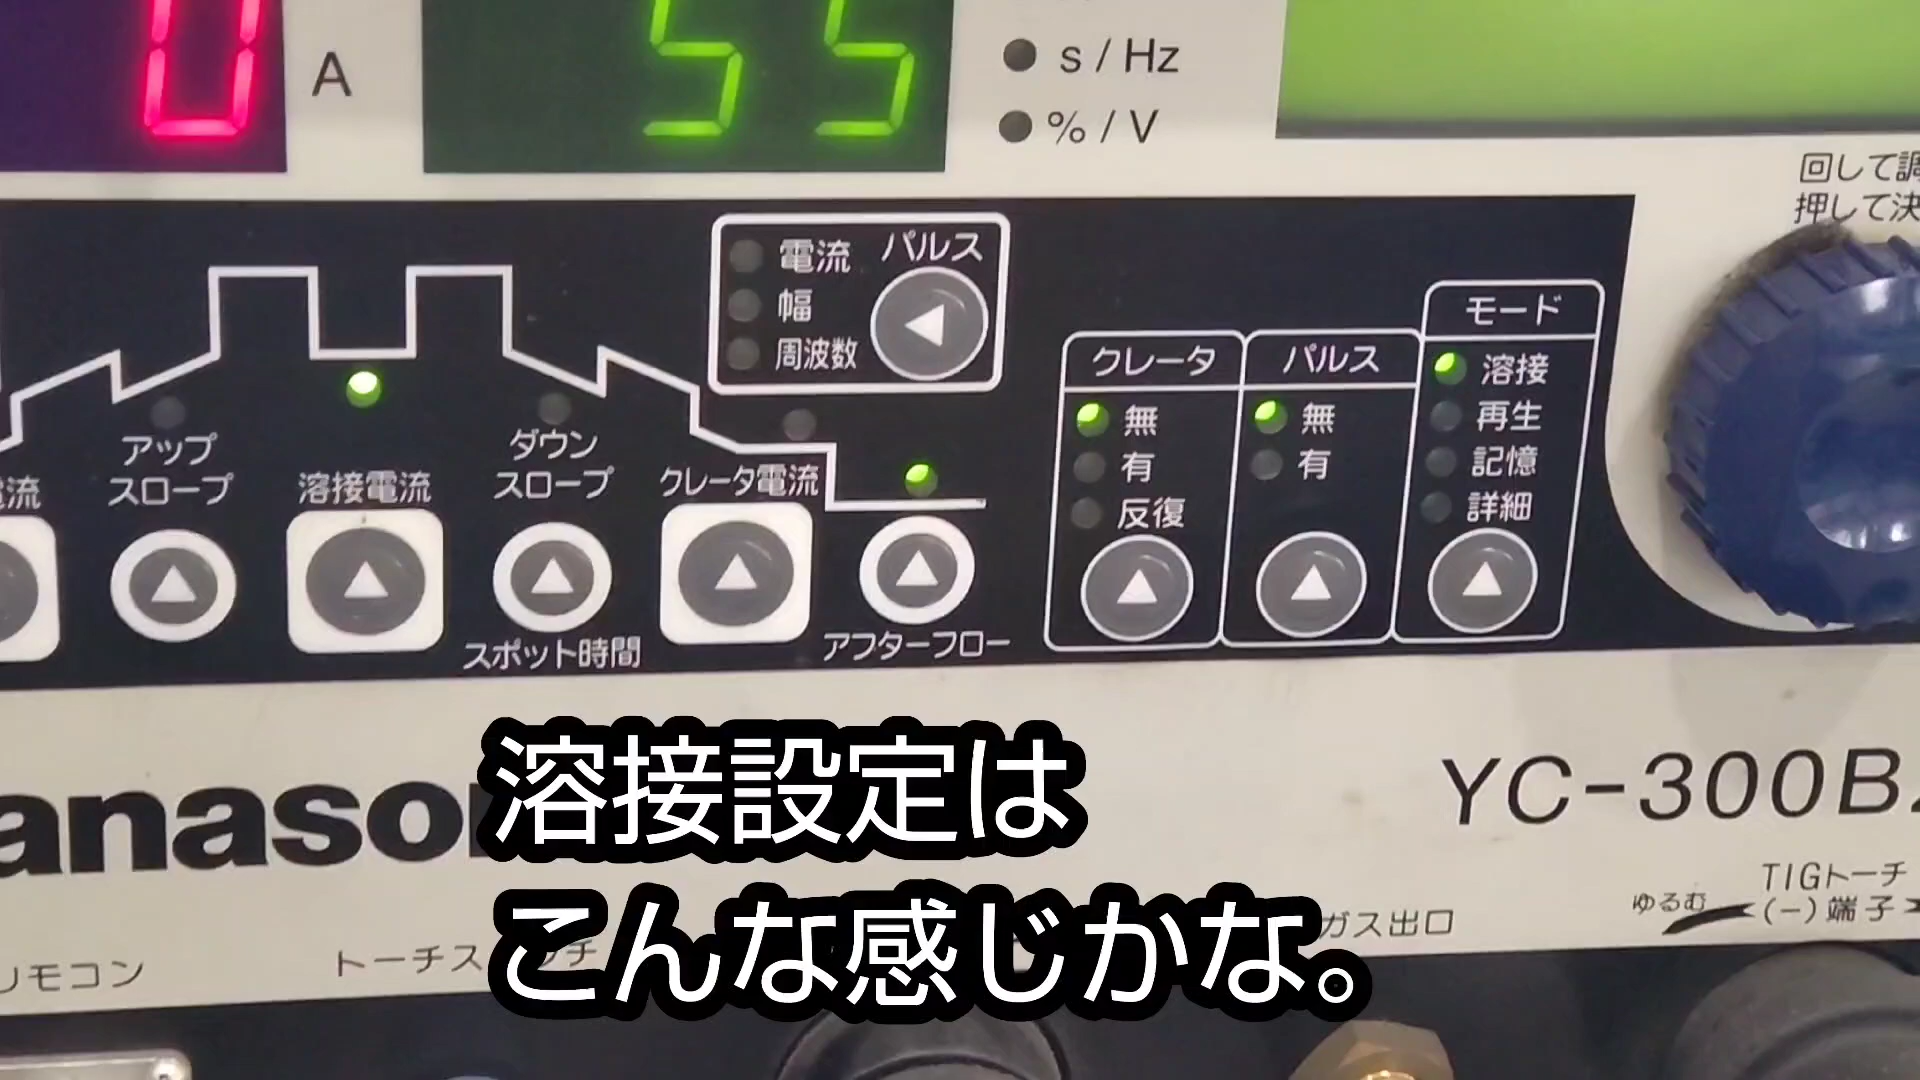 0
A
55
s / Hz
% / V
回して調
押して決
電流
パルス
幅
周波数
モード
クレータ
パルス
溶接
無
無
再生
有
有
記憶
反復
詳細
流
アップ
スロープ
溶接電流
ダウン
スロープ
クレータ電流
スポット時間
アフターフロー
anaso
YC-300B
溶接設定は
こんな感じかな。
TIGトーチ
(−)端子
ゆるむ
ガス出口
リモコン
トーチス
チ